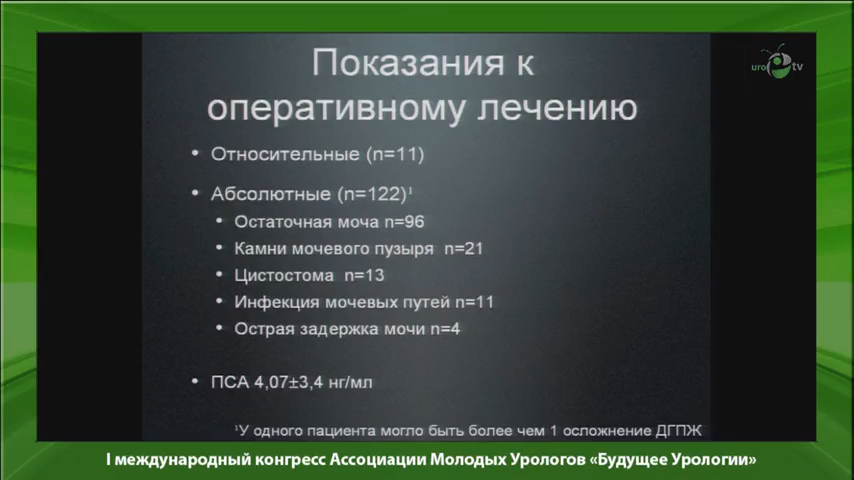 Показания к
оперативному лечению
uro tv
• Относительные (n=11)
• Абсолютные (n=122)¹
• Остаточная моча n=96
• Камни мочевого пузыря n=21
• Цистостома n=13
• Инфекция мочевых путей n=11
• Острая задержка мочи n=4
• ПСА 4,07±3,4 нг/мл
¹У одного пациента могло быть более чем 1 осложнение ДГПЖ
I международный конгресс Ассоциации Молодых Урологов «Будущее Урологии»